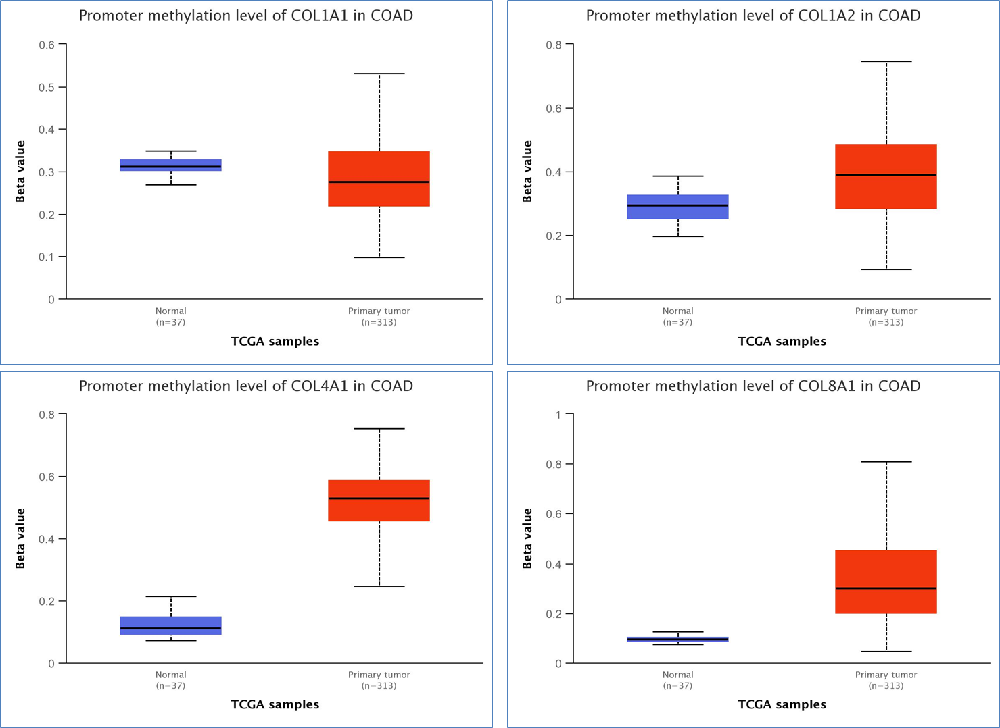 Promoter methylation level of COL1A1 in COAD
0.6
0.5
0.4
0.3
0.2
0.1
0
Beta value
Normal
(n=37)
Primary tumor
(n=313)
TCGA samples
Promoter methylation level of COL1A2 in COAD
0.8
0.6
0.4
0.2
0
Beta value
Normal
(n=37)
Primary tumor
(n=313)
TCGA samples
Promoter methylation level of COL4A1 in COAD
0.8
0.6
0.4
0.2
0
Beta value
Normal
(n=37)
Primary tumor
(n=313)
TCGA samples
Promoter methylation level of COL8A1 in COAD
1
0.8
0.6
0.4
0.2
0
Beta value
Normal
(n=37)
Primary tumor
(n=313)
TCGA samples